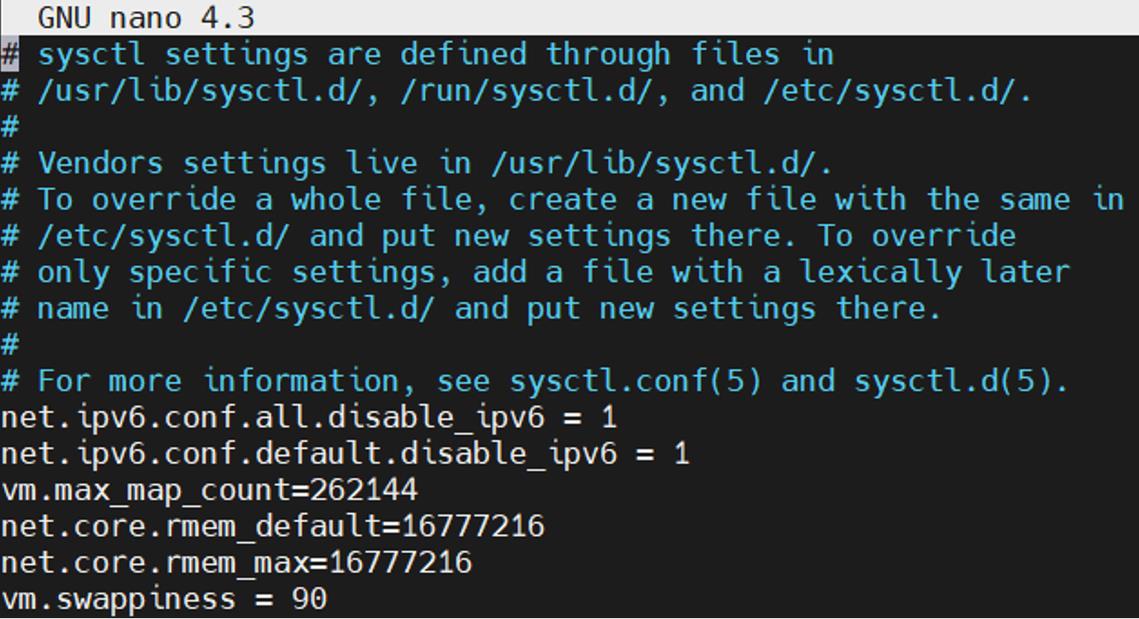 GNU nano 4.3
# sysctl settings are defined through files in
# /usr/lib/sysctl.d/, /run/sysctl.d/, and /etc/sysctl.d/.
#
# Vendors settings live in /usr/lib/sysctl.d/.
# To override a whole file, create a new file with the same in
# /etc/sysctl.d/ and put new settings there. To override
# only specific settings, add a file with a lexically later
# name in /etc/sysctl.d/ and put new settings there.
#
# For more information, see sysctl.conf(5) and sysctl.d(5).
net.ipv6.conf.all.disable_ipv6 = 1
net.ipv6.conf.default.disable_ipv6 = 1
vm.max_map_count=262144
net.core.rmem_default=16777216
net.core.rmem_max=16777216
vm.swappiness = 90